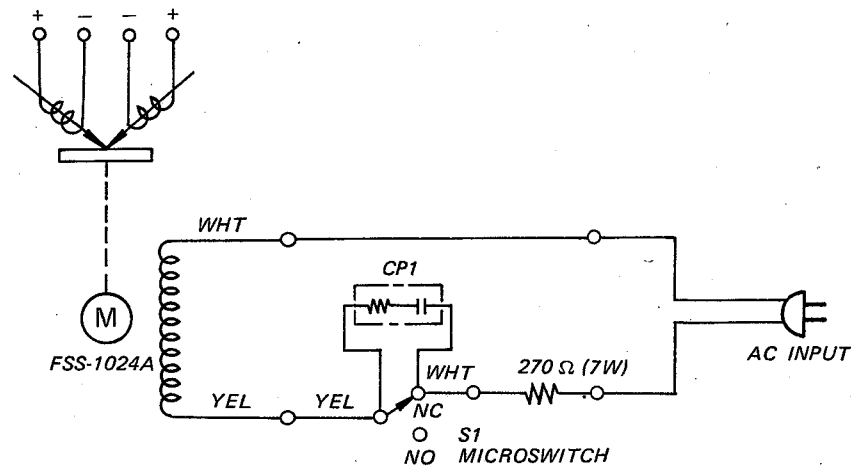 + − − +
WHT
CP1
M
FSS-1024A
AC INPUT
WHT
270 Ω (7W)
YEL
YEL
NC
S1
NO MICROSWITCH